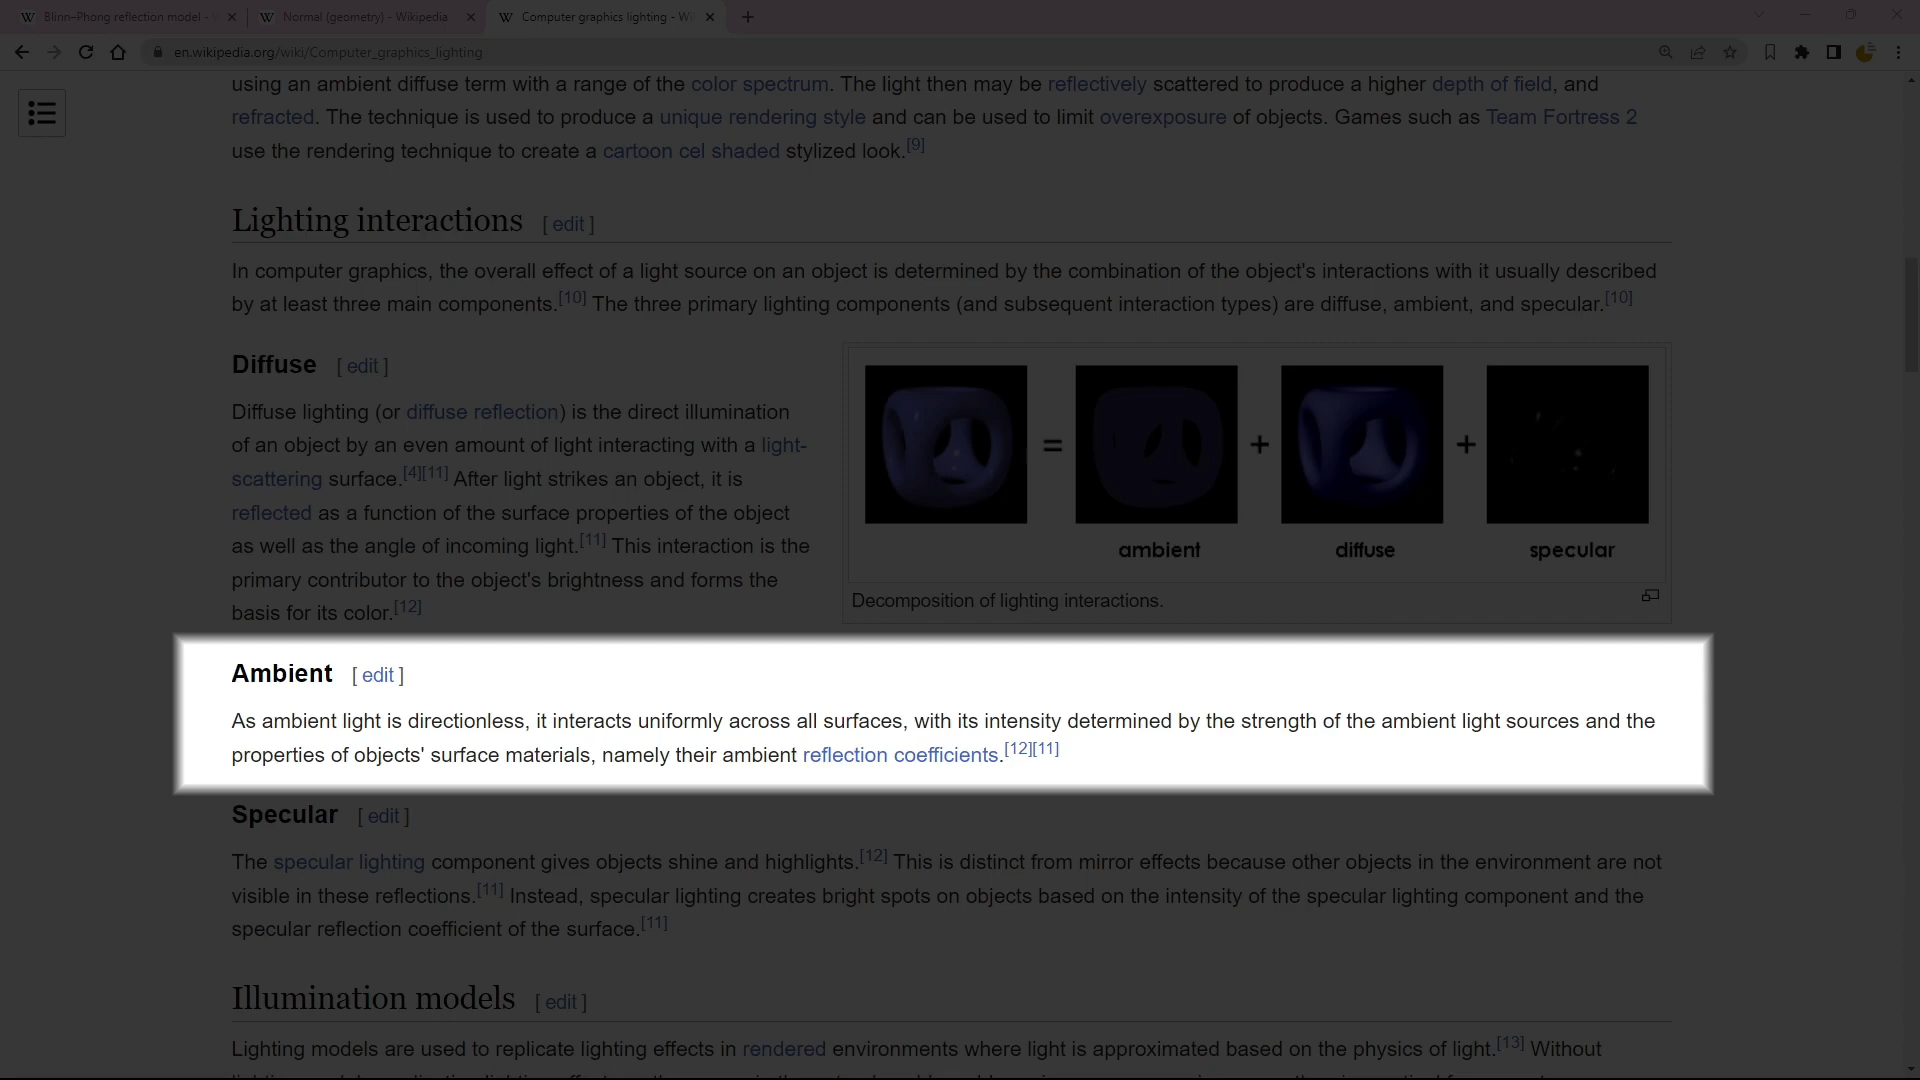 Blinn–Phong reflection model -
Normal (geometry) - Wikipedia
Computer graphics lighting - W
en.wikipedia.org/wiki/Computer_graphics_lighting
using an ambient diffuse term with a range of the color spectrum. The light then may be reflectively scattered to produce a higher depth of field, and
refracted. The technique is used to produce a unique rendering style and can be used to limit overexposure of objects. Games such as Team Fortress 2
use the rendering technique to create a cartoon cel shaded stylized look.[9]
Lighting interactions [ edit ]
In computer graphics, the overall effect of a light source on an object is determined by the combination of the object's interactions with it usually described
by at least three main components.[10] The three primary lighting components (and subsequent interaction types) are diffuse, ambient, and specular.[10]
Diffuse [ edit ]
Diffuse lighting (or diffuse reflection) is the direct illumination
of an object by an even amount of light interacting with a light-
scattering surface.[4][11] After light strikes an object, it is
reflected as a function of the surface properties of the object
as well as the angle of incoming light.[11] This interaction is the
primary contributor to the object's brightness and forms the
basis for its color.[12]
= + +
ambient diffuse specular
Decomposition of lighting interactions.
Ambient [ edit ]
As ambient light is directionless, it interacts uniformly across all surfaces, with its intensity determined by the strength of the ambient light sources and the
properties of objects' surface materials, namely their ambient reflection coefficients.[12][11]
Specular [ edit ]
The specular lighting component gives objects shine and highlights.[12] This is distinct from mirror effects because other objects in the environment are not
visible in these reflections.[11] Instead, specular lighting creates bright spots on objects based on the intensity of the specular lighting component and the
specular reflection coefficient of the surface.[11]
Illumination models [ edit ]
Lighting models are used to replicate lighting effects in rendered environments where light is approximated based on the physics of light.[13] Without